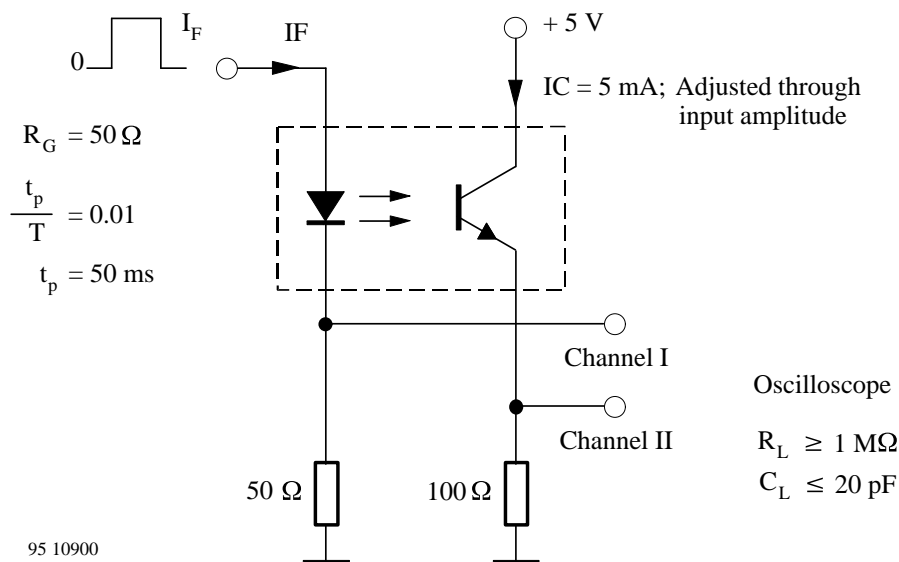 I_F
0
IF
+ 5 V
IC = 5 mA; Adjusted through
input amplitude
R_G = 50 Ω
t_p
T
= 0.01
t_p = 50 ms
Channel I
Channel II
50 Ω
100 Ω
Oscilloscope
R_L ≥ 1 MΩ
C_L ≤ 20 pF
95 10900